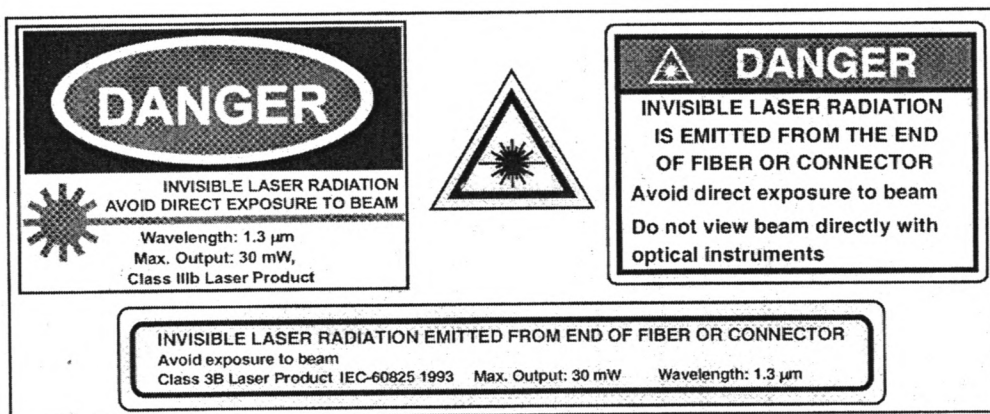 DANGER
INVISIBLE LASER RADIATION
AVOID DIRECT EXPOSURE TO BEAM
Wavelength: 1.3 µm
Max. Output: 30 mW,
Class IIIb Laser Product
DANGER
INVISIBLE LASER RADIATION
IS EMITTED FROM THE END
OF FIBER OR CONNECTOR
Avoid direct exposure to beam
Do not view beam directly with
optical instruments
INVISIBLE LASER RADIATION EMITTED FROM END OF FIBER OR CONNECTOR
Avoid exposure to beam
Class 3B Laser Product IEC-60825 1993 Max. Output: 30 mW Wavelength: 1.3 µm